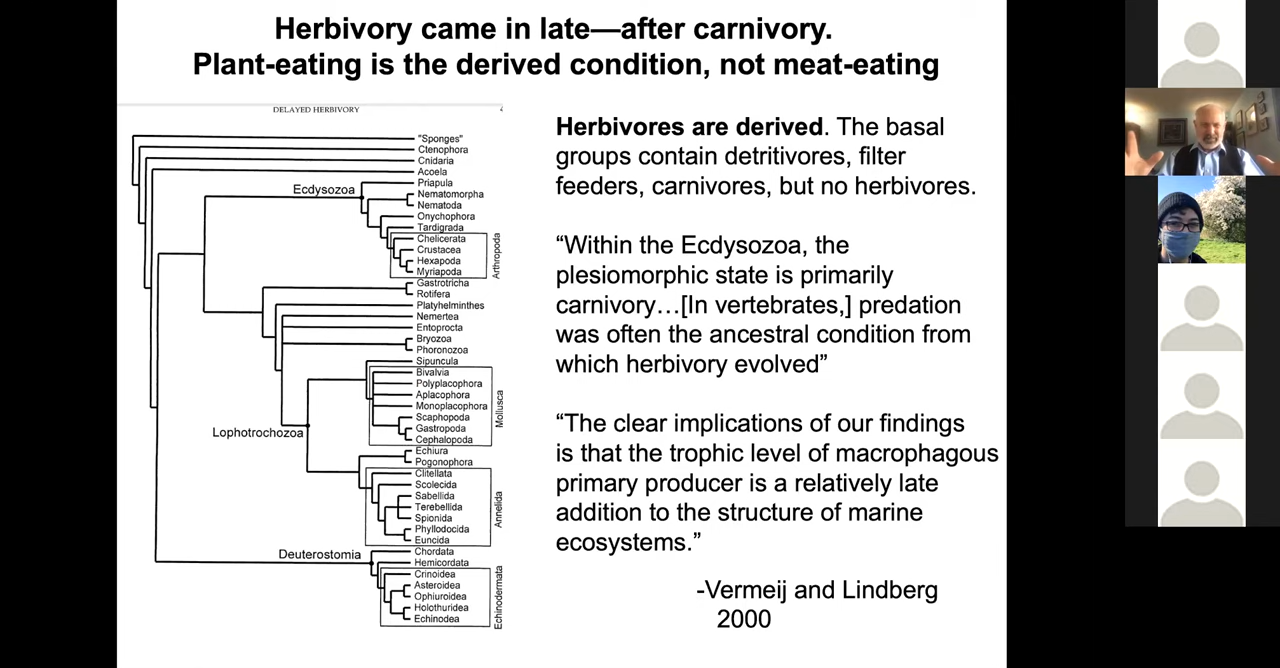 Herbivory came in late—after carnivory.
Plant-eating is the derived condition, not meat-eating
DELAYED HERBIVORY
"Sponges"
Ctenophora
Cnidaria
Acoela
Ecdysozoa
Priapula
Nematomorpha
Nematoda
Onychophora
Tardigrada
Chelicerata
Crustacea
Hexapoda
Myriapoda
Arthropoda
Gastrotricha
Rotifera
Platyhelminthes
Nemertea
Entoprocta
Bryozoa
Phoronozoa
Sipuncula
Bivalvia
Polyplacophora
Aplacophora
Monoplacophora
Scaphopoda
Gastropoda
Cephalopoda
Mollusca
Lophotrochozoa
Echiura
Pogonophora
Clitellata
Scolecida
Sabellida
Terebellida
Spionida
Phyllodocida
Euncida
Annelida
Deuterostomia
Chordata
Hemicordata
Crinoidea
Asteroidea
Ophiuroidea
Holothuridea
Echinodea
Echinodermata
Herbivores are derived. The basal
groups contain detritivores, filter
feeders, carnivores, but no herbivores.
“Within the Ecdysozoa, the
plesiomorphic state is primarily
carnivory…[In vertebrates,] predation
was often the ancestral condition from
which herbivory evolved”
“The clear implications of our findings
is that the trophic level of macrophagous
primary producer is a relatively late
addition to the structure of marine
ecosystems.”
-Vermeij and Lindberg
2000